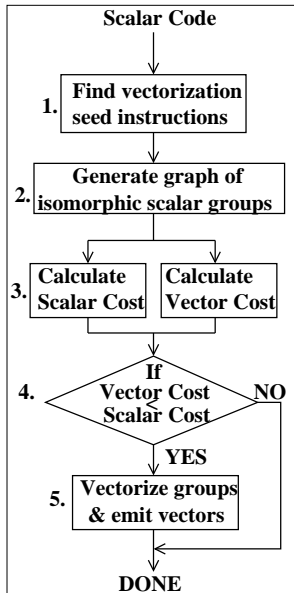 Scalar Code
1. Find vectorization
seed instructions
2. Generate graph of
isomorphic scalar groups
3. Calculate
Scalar Cost
Calculate
Vector Cost
4. If
Vector Cost
<
Scalar Cost
NO
YES
5. Vectorize groups
& emit vectors
DONE